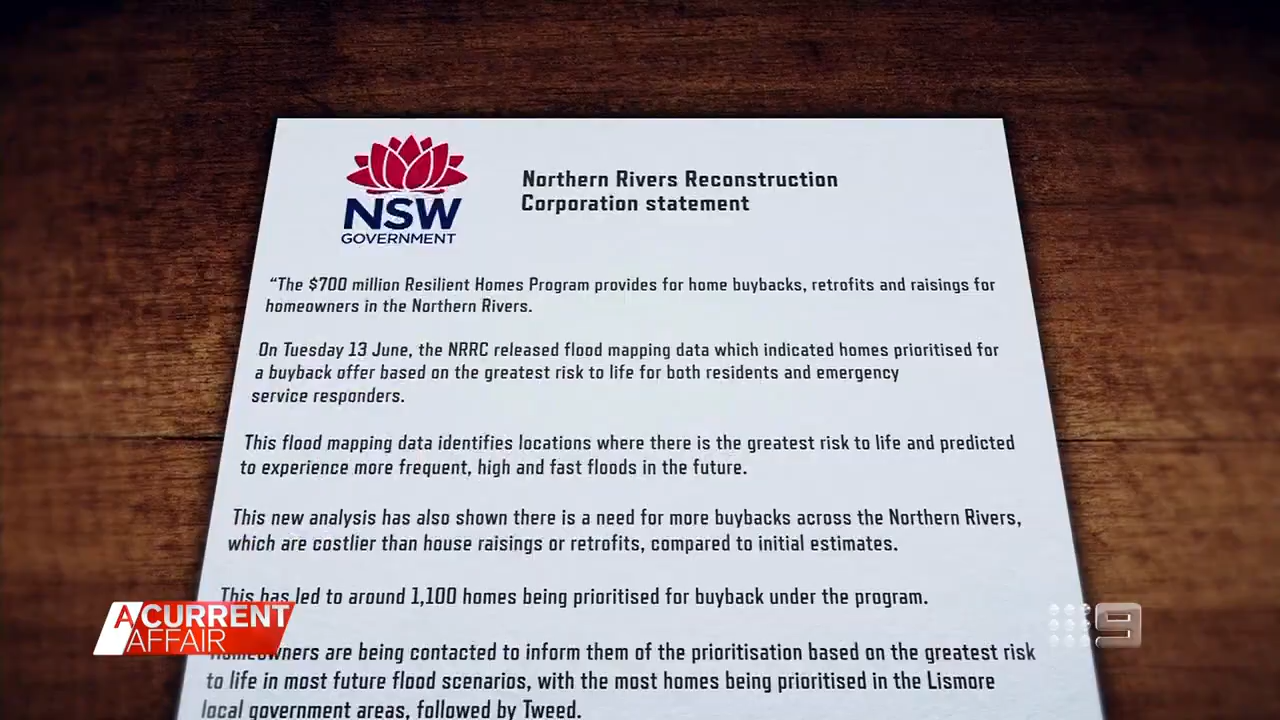 NSW
GOVERNMENT
Northern Rivers Reconstruction
Corporation statement
“The $700 million Resilient Homes Program provides for home buybacks, retrofits and raisings for
homeowners in the Northern Rivers.
On Tuesday 13 June, the NRRC released flood mapping data which indicated homes prioritised for
a buyback offer based on the greatest risk to life for both residents and emergency
service responders.
This flood mapping data identifies locations where there is the greatest risk to life and predicted
to experience more frequent, high and fast floods in the future.
This new analysis has also shown there is a need for more buybacks across the Northern Rivers,
which are costlier than house raisings or retrofits, compared to initial estimates.
This has led to around 1,100 homes being prioritised for buyback under the program.
Homeowners are being contacted to inform them of the prioritisation based on the greatest risk
to life in most future flood scenarios, with the most homes being prioritised in the Lismore
local government areas, followed by Tweed.
A CURRENT
AFFAIR
9